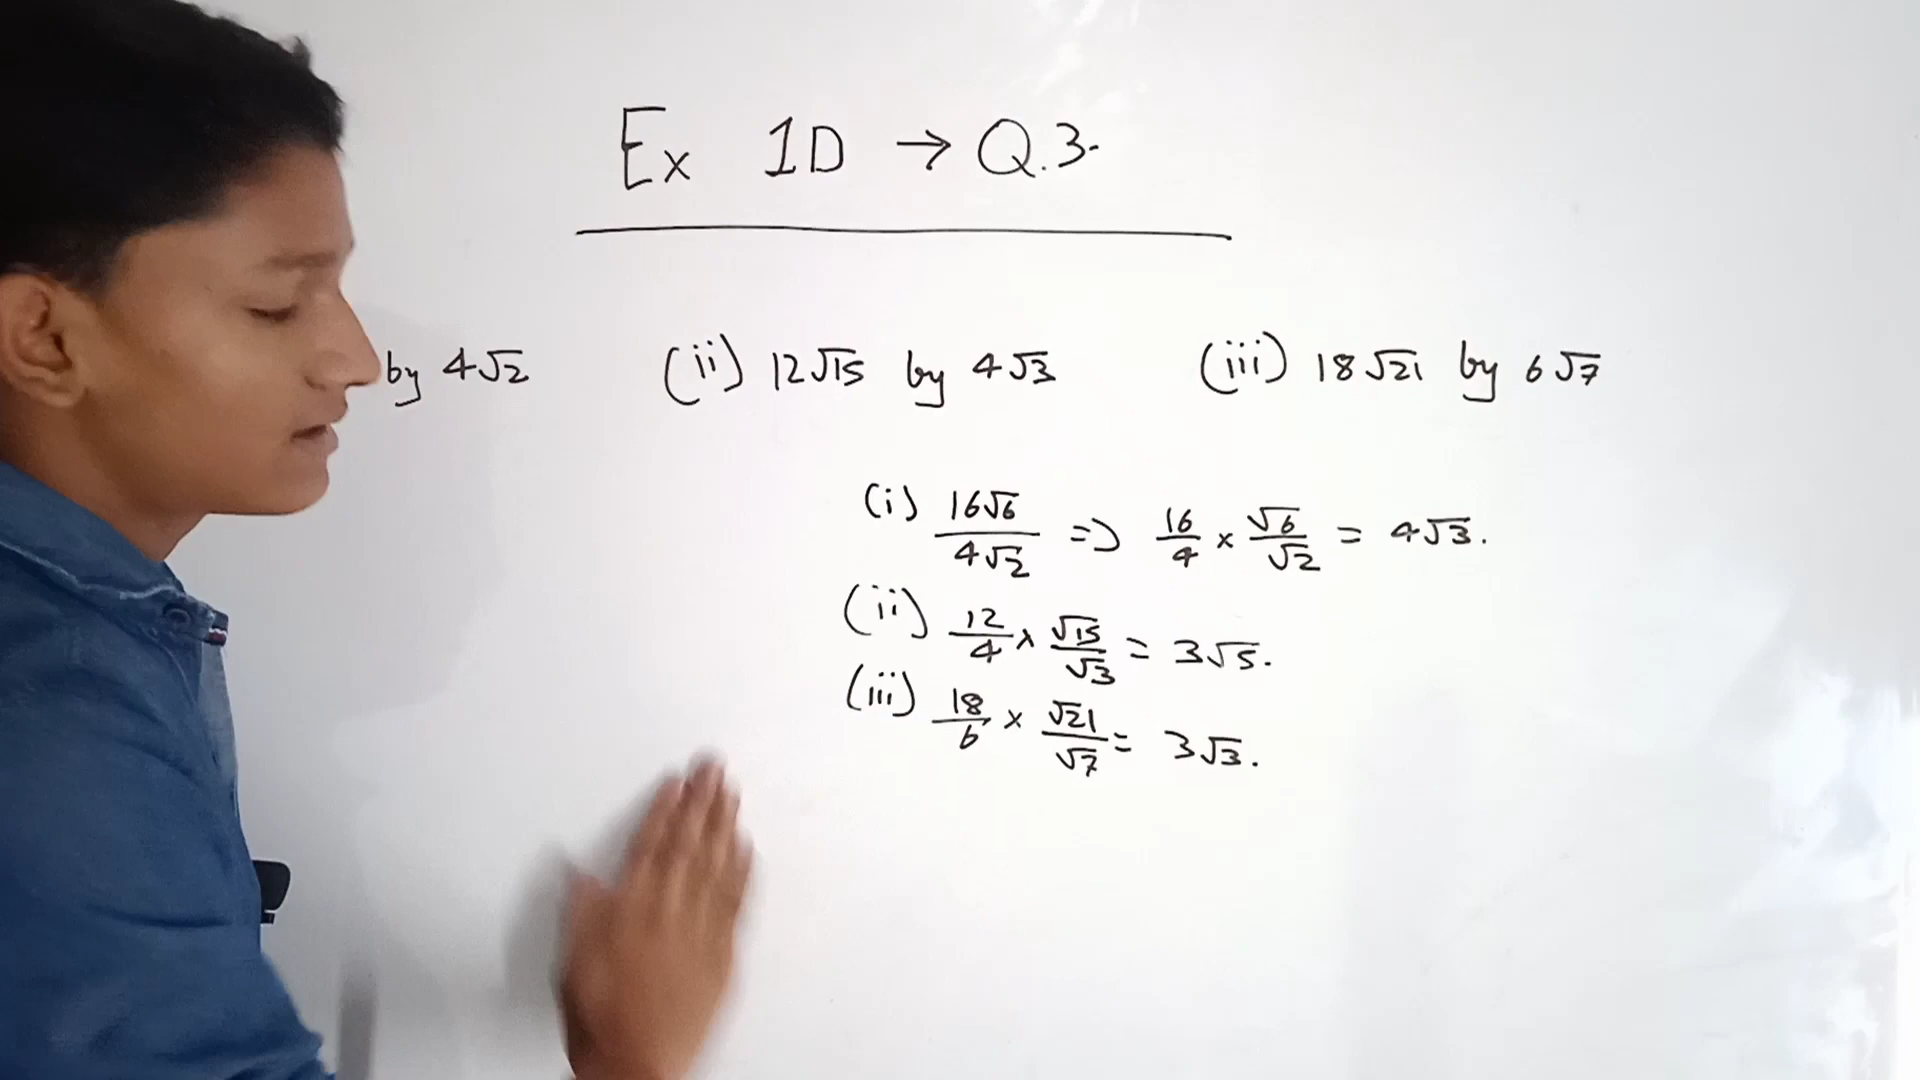 Ex 1D → Q.3.
by 4√2 (ii) 12√15 by 4√3 (iii) 18√21 by 6√7
(i) 16√6/4√2 => 16/4 × √6/√2 = 4√3.
(ii) 12/4 × √15/√3 = 3√5.
(iii) 18/6 × √21/√7 = 3√3.